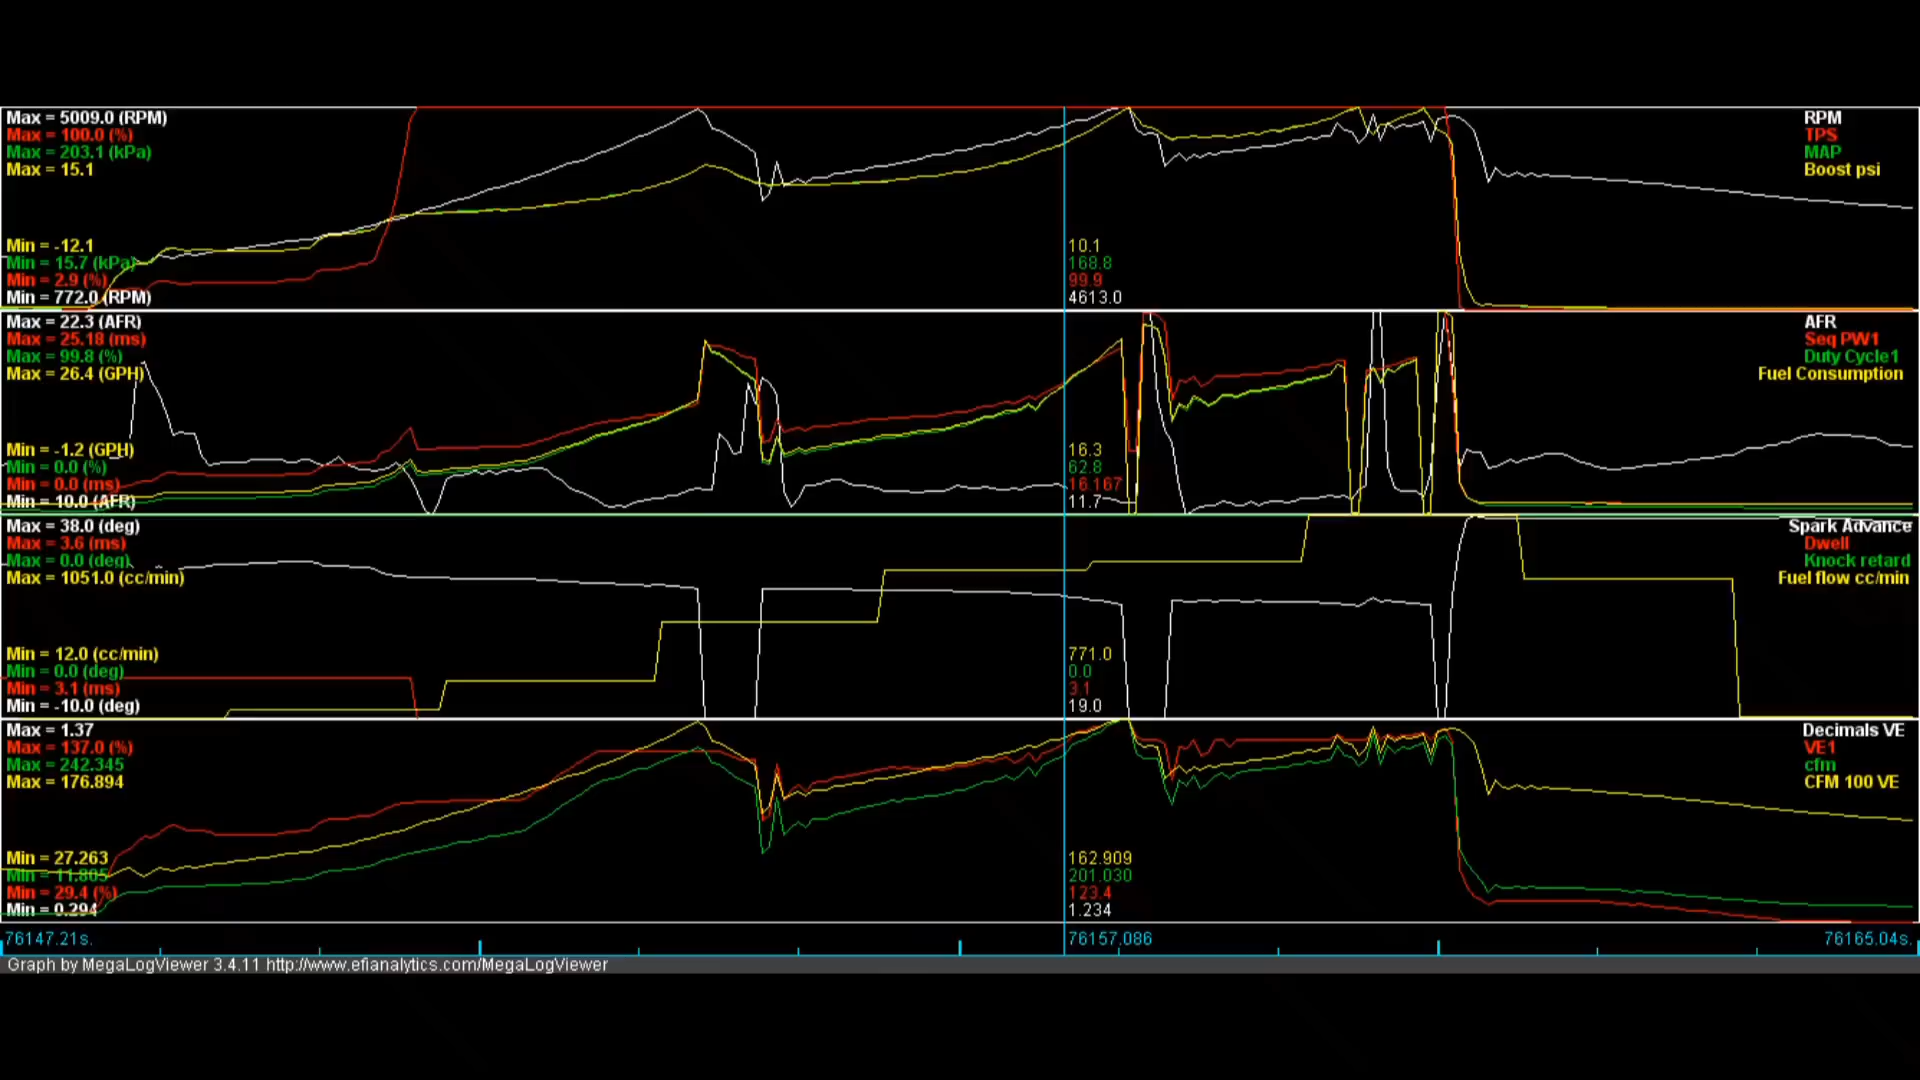 Max = 5009.0 (RPM)
Max = 100.0 (%)
Max = 203.1 (kPa)
Max = 15.1
RPM
TPS
MAP
Boost psi
Min = -12.1
Min = 15.7 (kPa)
Min = 2.9 (%)
Min = 772.0 (RPM)
10.1
168.8
99.9
4613.0
Max = 22.3 (AFR)
Max = 25.18 (ms)
Max = 99.8 (%)
Max = 26.4 (GPH)
AFR
Seq PW1
Duty Cycle1
Fuel Consumption
Min = -1.2 (GPH)
Min = 0.0 (%)
Min = 0.0 (ms)
Min = 10.0 (AFR)
16.3
62.8
16.167
11.7
Max = 38.0 (deg)
Max = 3.6 (ms)
Max = 0.0 (deg)
Max = 1051.0 (cc/min)
Spark Advance
Dwell
Knock retard
Fuel flow cc/min
Min = 12.0 (cc/min)
Min = 0.0 (deg)
Min = 3.1 (ms)
Min = -10.0 (deg)
771.0
0.0
3.1
19.0
Max = 1.37
Max = 137.0 (%)
Max = 242.345
Max = 176.894
Decimals VE
VE1
cfm
CFM 100 VE
Min = 27.263
Min = 11.805
Min = 29.4 (%)
Min = 0.294
162.909
201.030
123.4
1.234
76147.21s.
76157.086
76165.04s.
Graph by MegaLogViewer 3.4.11 http://www.efianalytics.com/MegaLogViewer